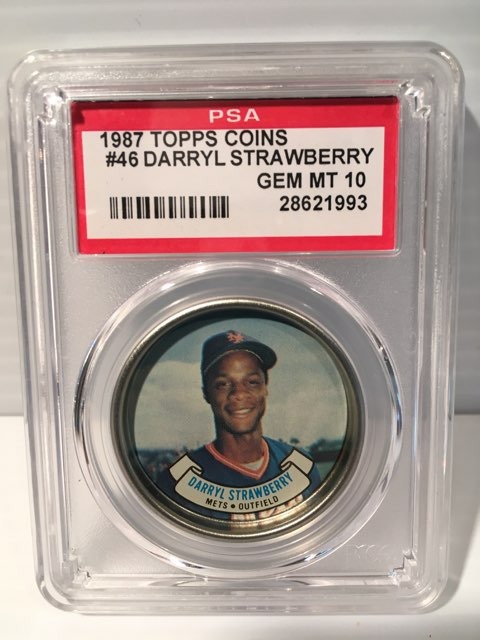 PSA
1987 TOPPS COINS
#46 DARRYL STRAWBERRY
GEM MT 10
28621993
DARRYL STRAWBERRY
METS • OUTFIELD